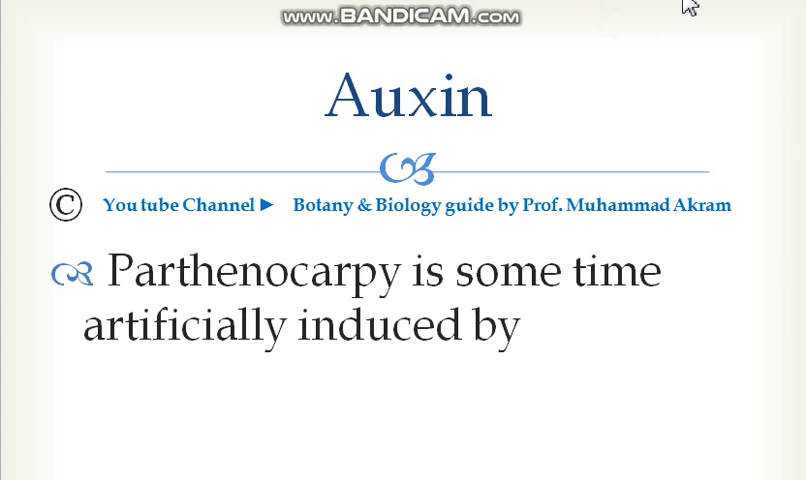 www.BANDICAM.com
Auxin
© You tube Channel ► Botany & Biology guide by Prof. Muhammad Akram
Parthenocarpy is some time
artificially induced by